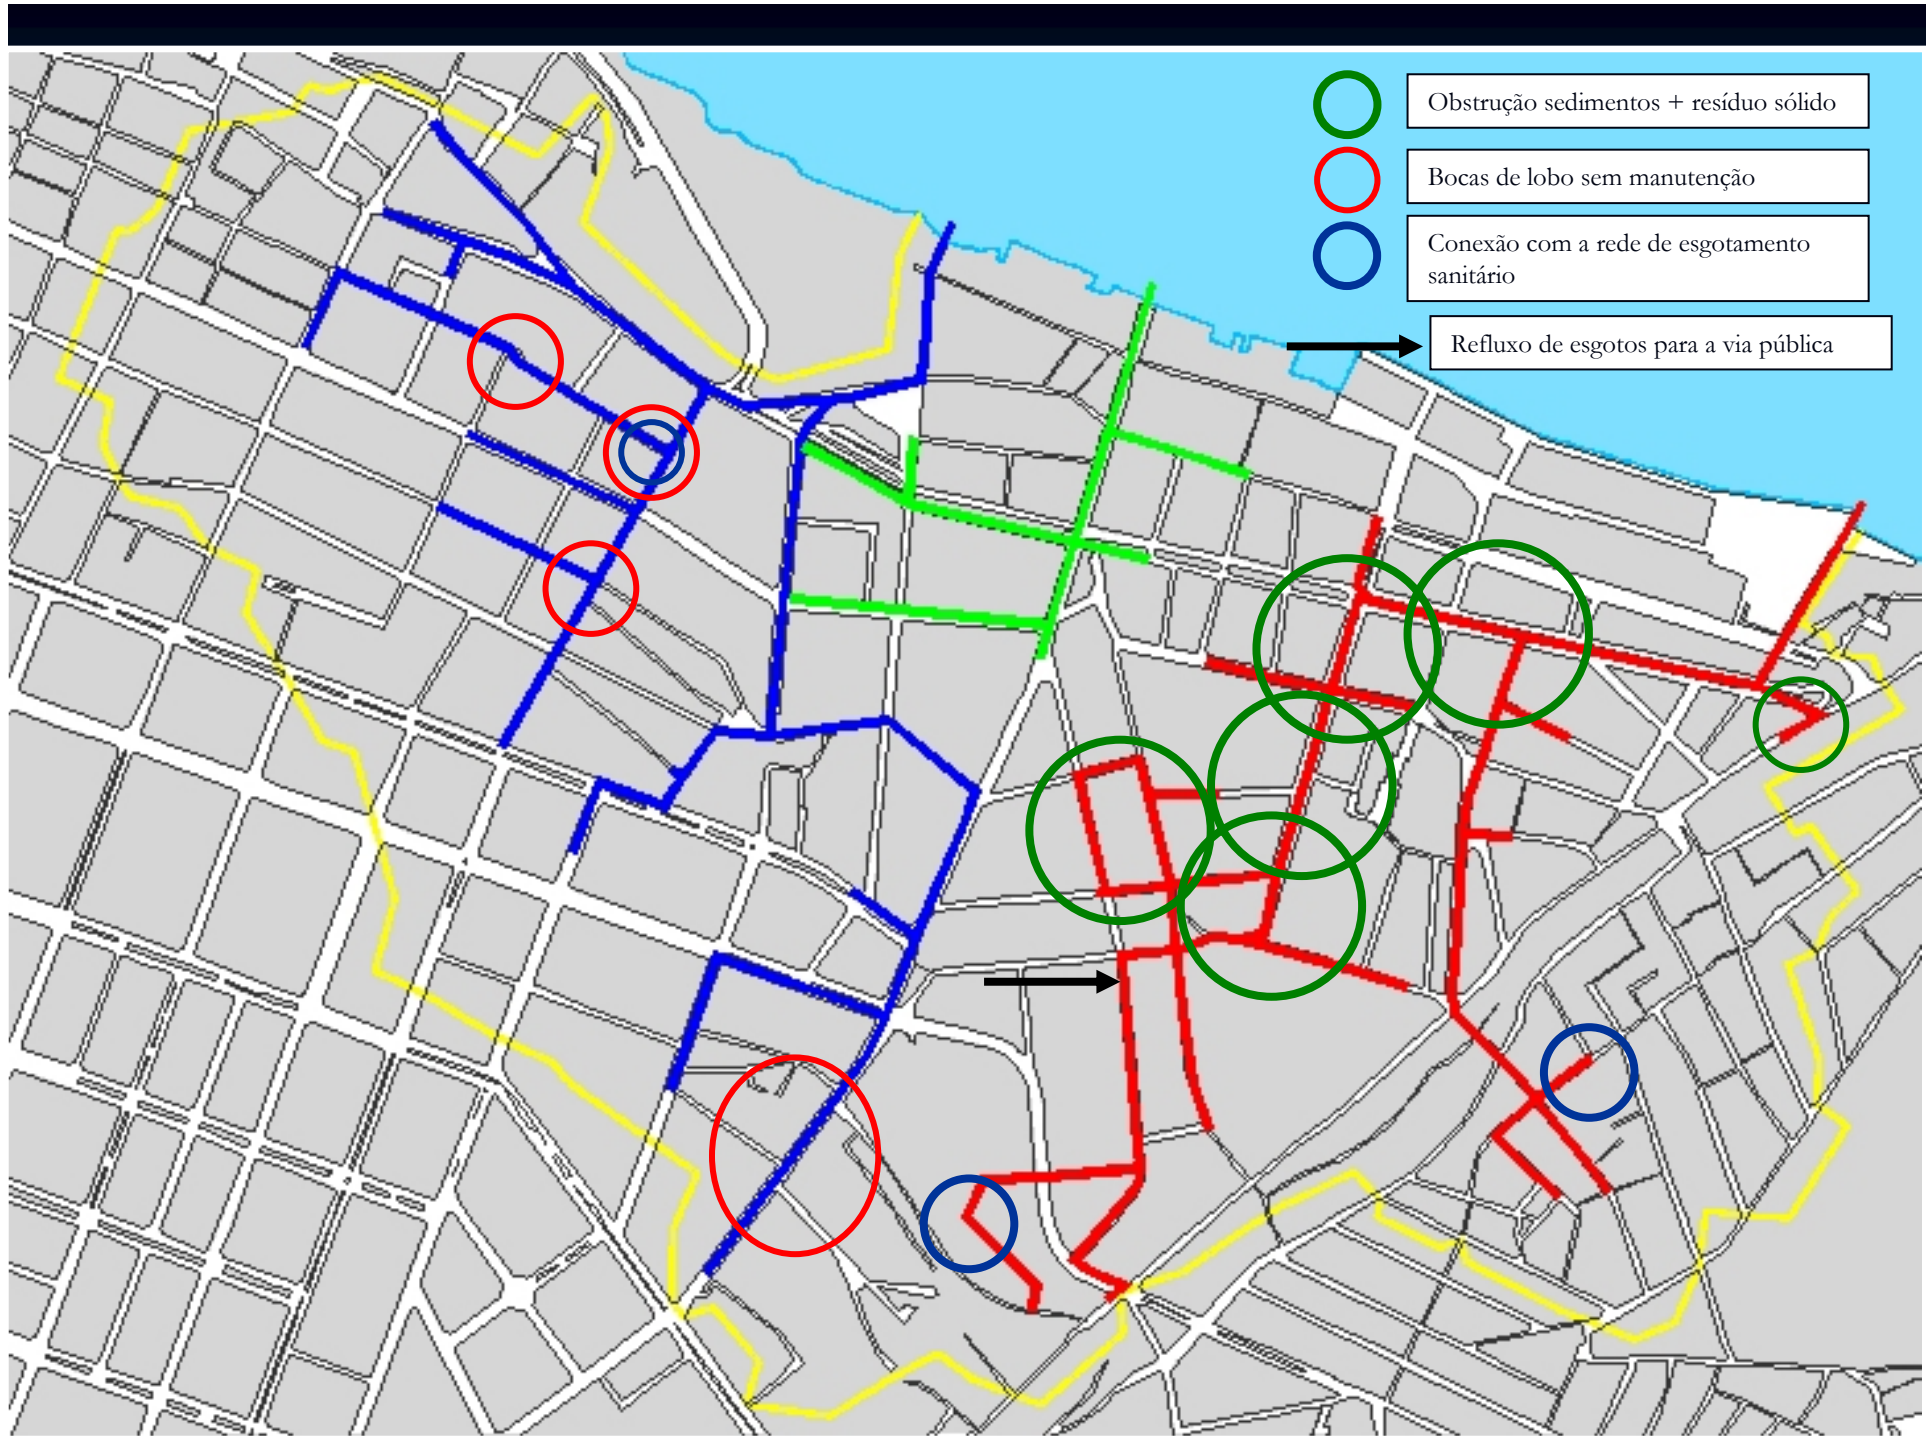 Obstrução sedimentos + resíduo sólido
Bocas de lobo sem manutenção
Conexão com a rede de esgotamento
sanitário
Refluxo de esgotos para a via pública